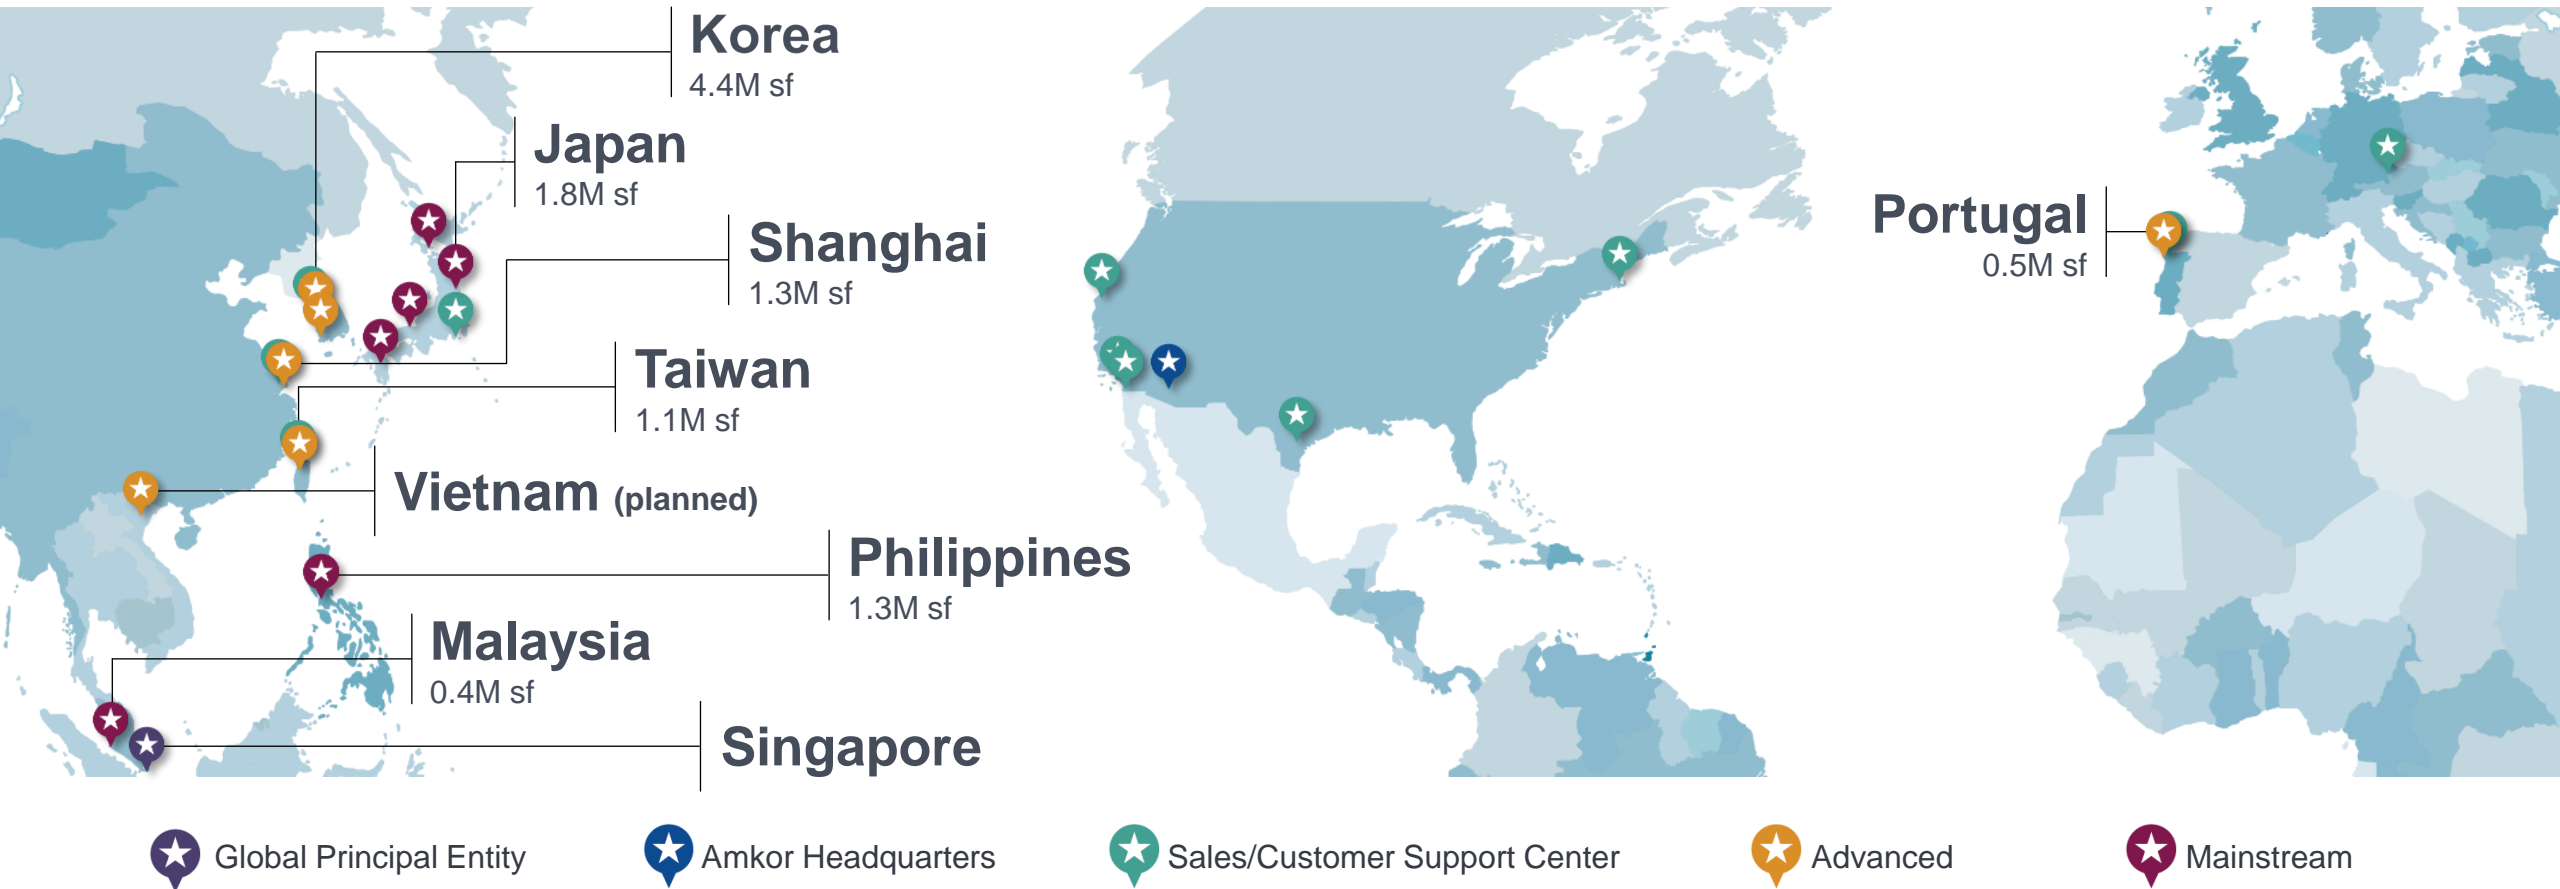 Korea
4.4M sf
Japan
1.8M sf
Shanghai
1.3M sf
Taiwan
1.1M sf
Vietnam (planned)
Philippines
1.3M sf
Malaysia
0.4M sf
Singapore
Portugal
0.5M sf
Global Principal Entity
Amkor Headquarters
Sales/Customer Support Center
Advanced
Mainstream